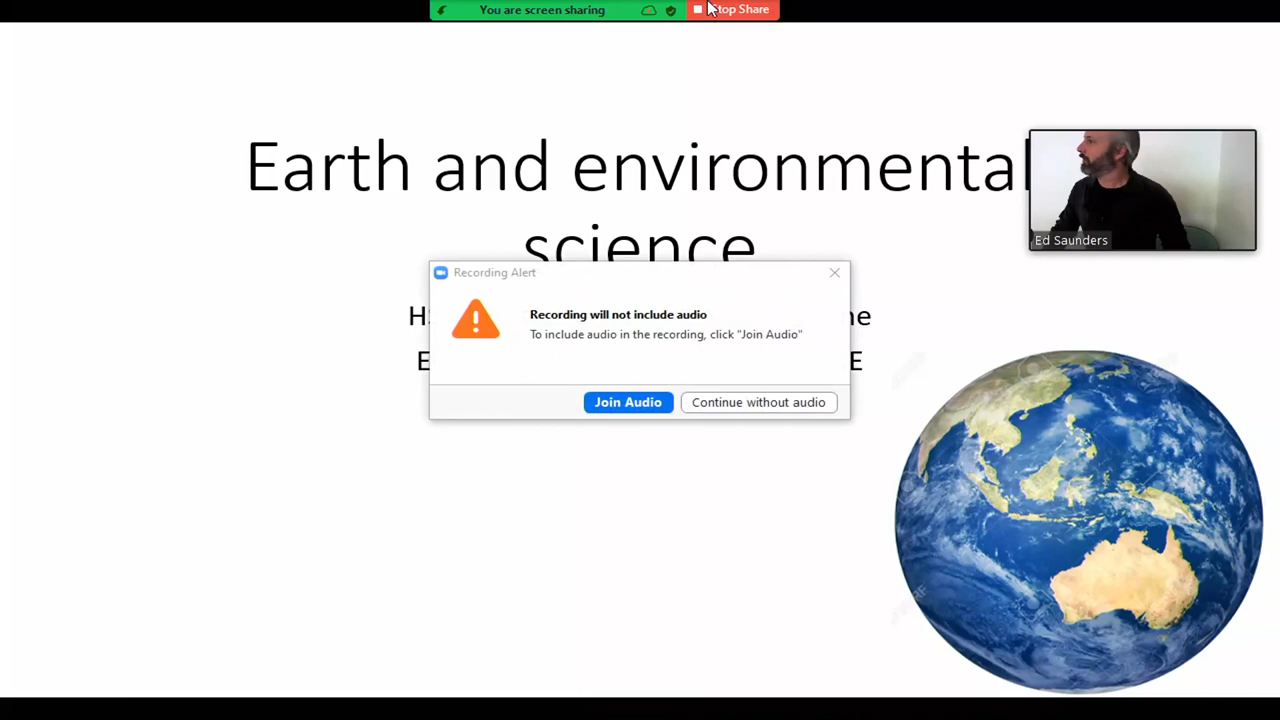 You are screen sharing
Stop Share
Earth and environmental
science
Ed Saunders
Recording Alert
Recording will not include audio
To include audio in the recording, click "Join Audio"
Join Audio
Continue without audio